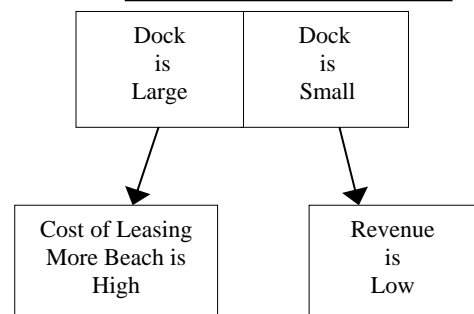 Dock
is
Large
Dock
is
Small
Cost of Leasing
More Beach is
High
Revenue
is
Low